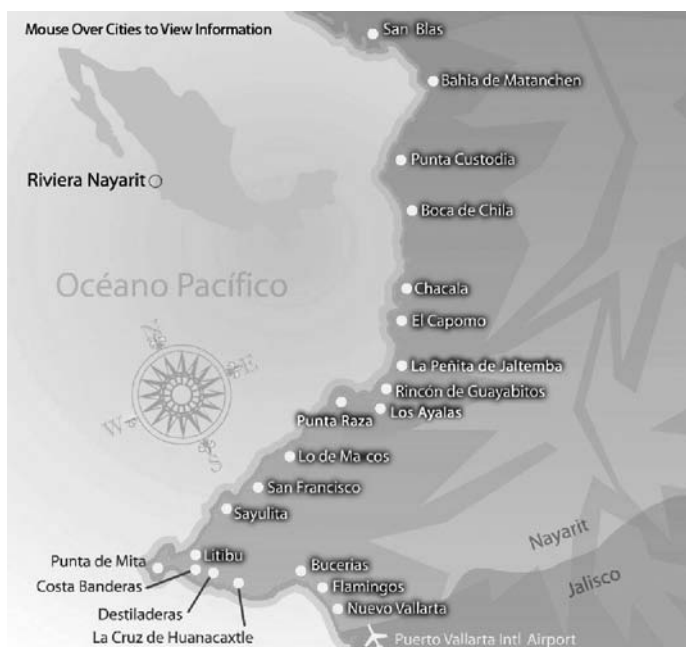 Mouse Over Cities to View Information
San Blas
Bahia de Matanchen
Punta Custodia
Riviera Nayarit
Boca de Chila
Océano Pacífico
Chacala
El Capomo
N
E
W
S
La Peñita de Jaltemba
Rincón de Guayabitos
Los Ayalas
Punta Raza
Lo de Ma cos
San Francisco
Sayulita
Nayarit
Jalisco
Litibu
Punta de Mita
Costa Banderas
Destiladeras
La Cruz de Huanacaxtle
Bucerias
Flamingos
Nuevo Vallarta
Puerto Vallarta Intl Airport